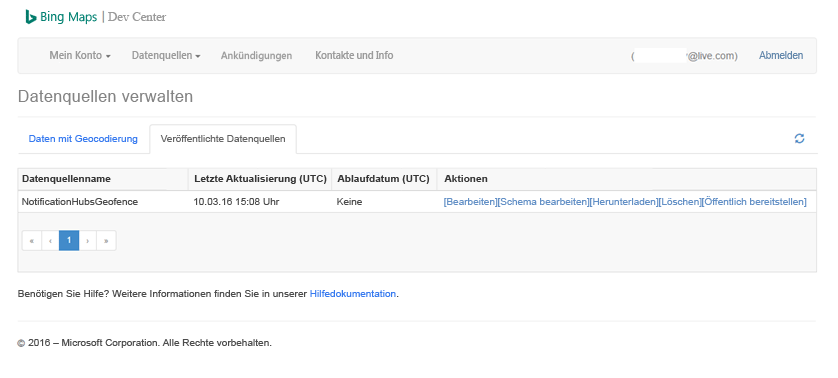 Bing Maps | Dev Center
Mein Konto Datenquellen Ankündigungen Kontakte und Info ( @live.com) Abmelden
Datenquellen verwalten
Daten mit Geocodierung Veröffentlichte Datenquellen
Datenquellenname Letzte Aktualisierung (UTC) Ablaufdatum (UTC) Aktionen
NotificationHubsGeofence 10.03.16 15:08 Uhr Keine [Bearbeiten][Schema bearbeiten][Herunterladen][Löschen][Öffentlich bereitstellen]
« ‹ 1 › »
Benötigen Sie Hilfe? Weitere Informationen finden Sie in unserer Hilfedokumentation.
© 2016 – Microsoft Corporation. Alle Rechte vorbehalten.